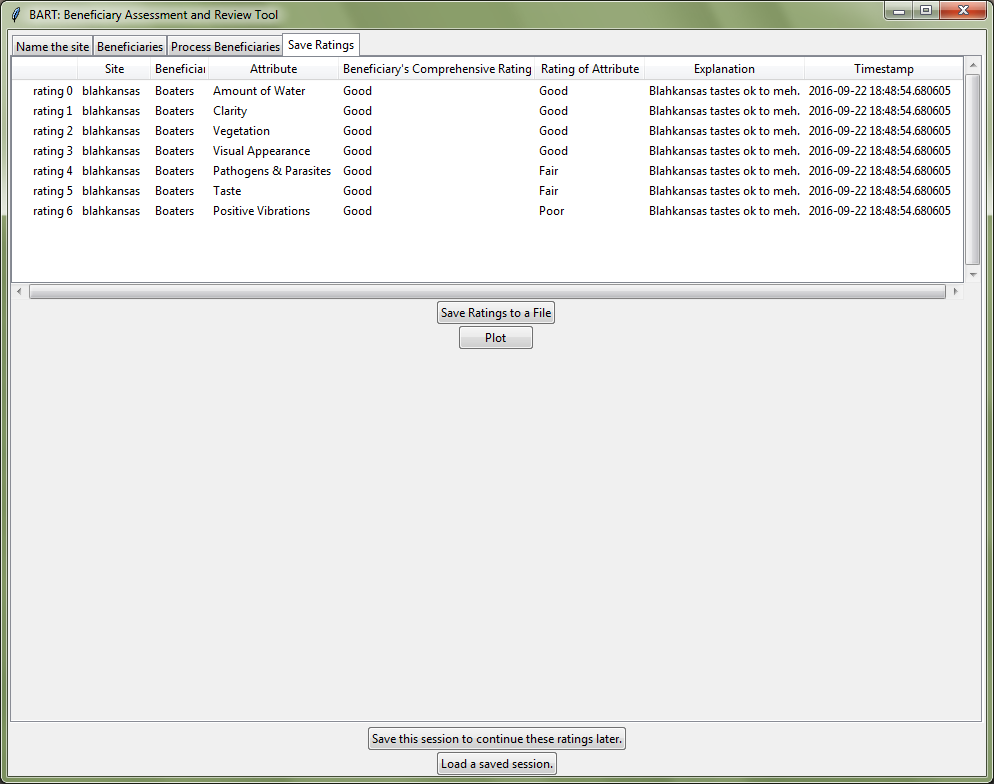 BART: Beneficiary Assessment and Review Tool
Name the site Beneficiaries Process Beneficiaries Save Ratings
Site Beneficiar Attribute Beneficiary's Comprehensive Rating Rating of Attribute Explanation Timestamp
rating 0 blahkansas Boaters Amount of Water Good Good Blahkansas tastes ok to meh. 2016-09-22 18:48:54.680605
rating 1 blahkansas Boaters Clarity Good Good Blahkansas tastes ok to meh. 2016-09-22 18:48:54.680605
rating 2 blahkansas Boaters Vegetation Good Good Blahkansas tastes ok to meh. 2016-09-22 18:48:54.680605
rating 3 blahkansas Boaters Visual Appearance Good Good Blahkansas tastes ok to meh. 2016-09-22 18:48:54.680605
rating 4 blahkansas Boaters Pathogens & Parasites Good Fair Blahkansas tastes ok to meh. 2016-09-22 18:48:54.680605
rating 5 blahkansas Boaters Taste Good Fair Blahkansas tastes ok to meh. 2016-09-22 18:48:54.680605
rating 6 blahkansas Boaters Positive Vibrations Good Poor Blahkansas tastes ok to meh. 2016-09-22 18:48:54.680605
Save Ratings to a File
Plot
Save this session to continue these ratings later.
Load a saved session.